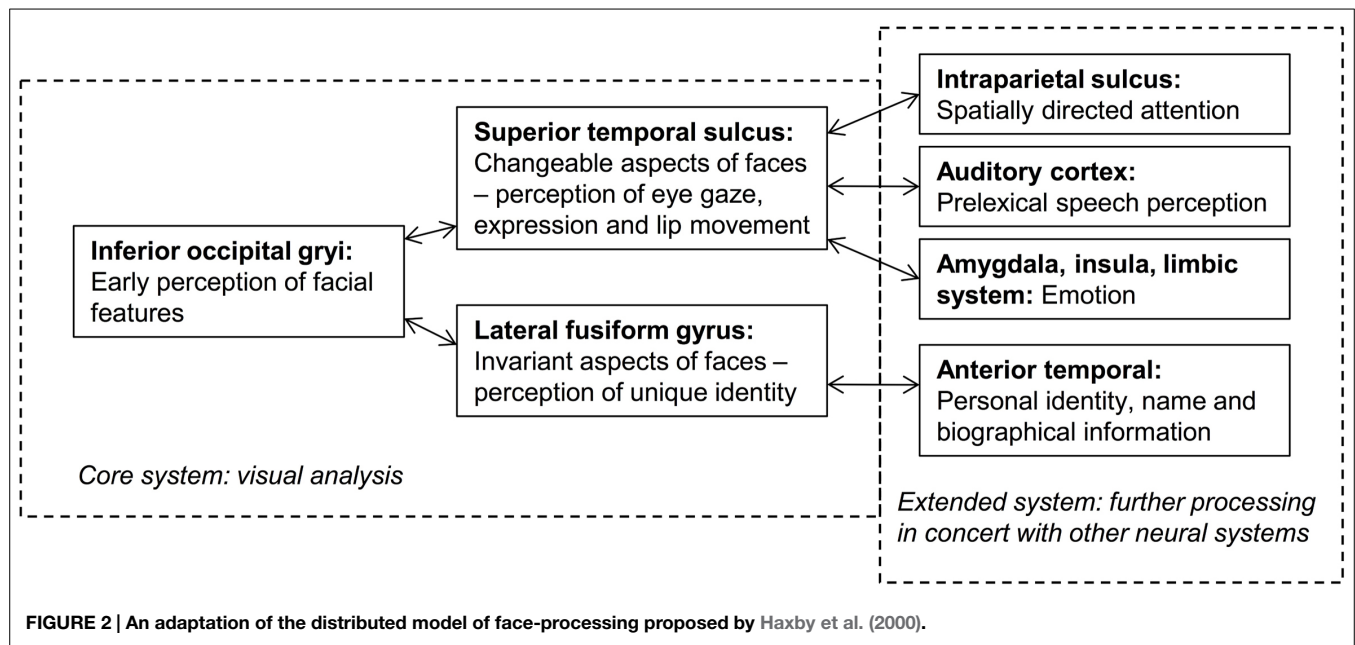 Inferior occipital gryi:
Early perception of facial
features
Superior temporal sulcus:
Changeable aspects of faces
– perception of eye gaze,
expression and lip movement
Lateral fusiform gyrus:
Invariant aspects of faces –
perception of unique identity
Core system: visual analysis
Intraparietal sulcus:
Spatially directed attention
Auditory cortex:
Prelexical speech perception
Amygdala, insula, limbic
system: Emotion
Anterior temporal:
Personal identity, name and
biographical information
Extended system: further processing
in concert with other neural systems
FIGURE 2 | An adaptation of the distributed model of face-processing proposed by Haxby et al. (2000).